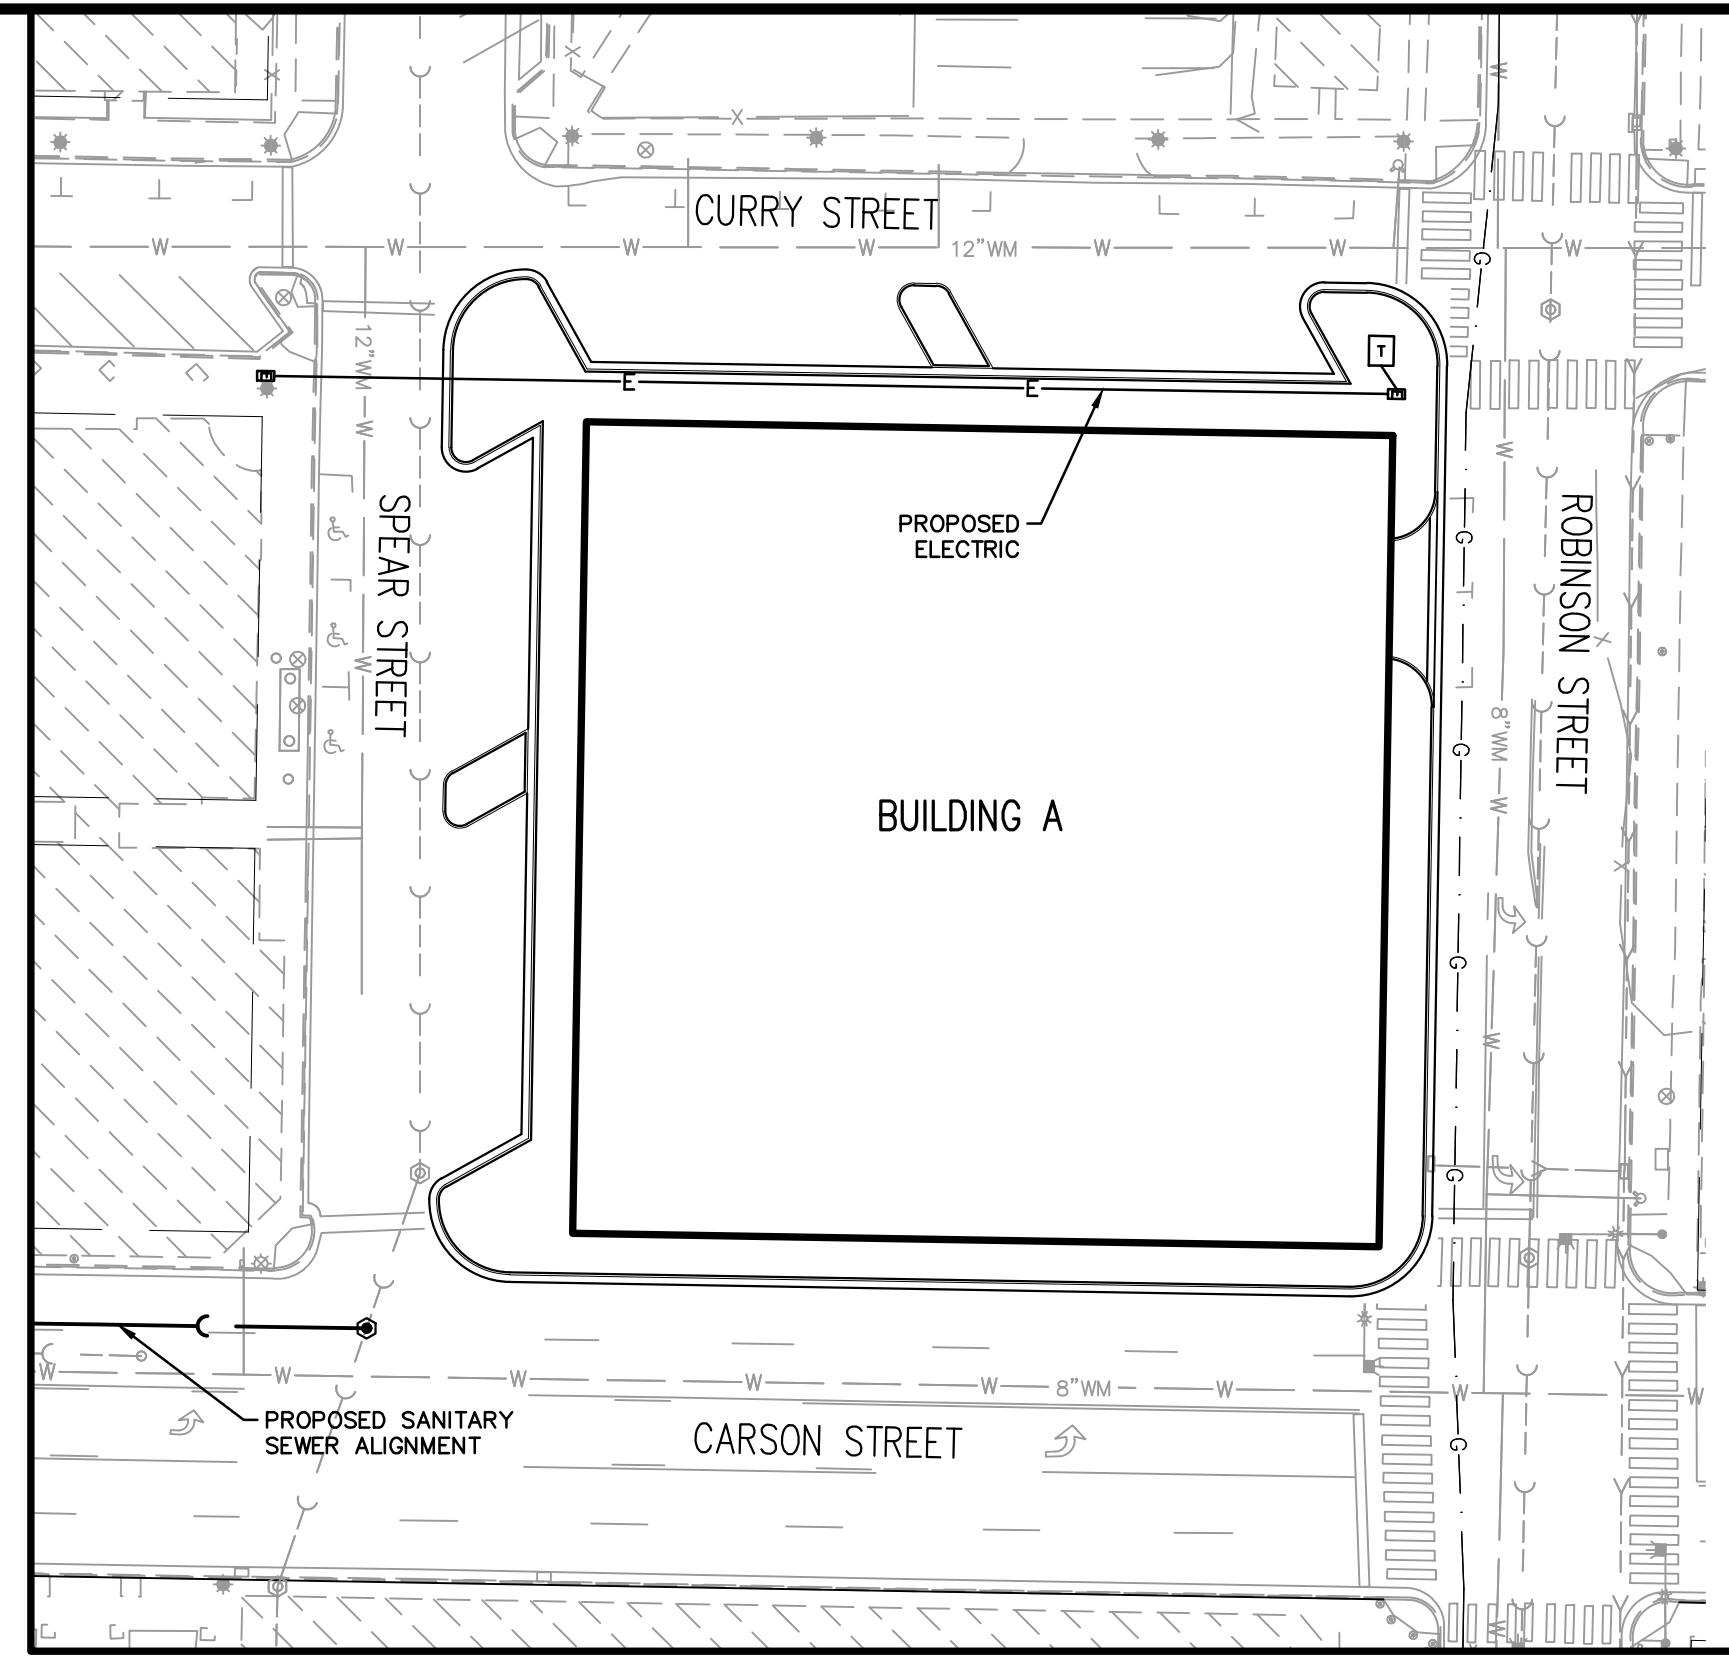 CURRY STREET
W
W
W
W
12"WM
W
W
W
W
G
12"WM
T
E
E
W
W
PROPOSED
ELECTRIC
SPEAR STREET
ROBINSON STREET
G
W
G
8"WM
W
BUILDING A
G
W
G
W
W
W
W
W
8"WM
W
W
W
PROPOSED SANITARY
SEWER ALIGNMENT
CARSON STREET
G
W